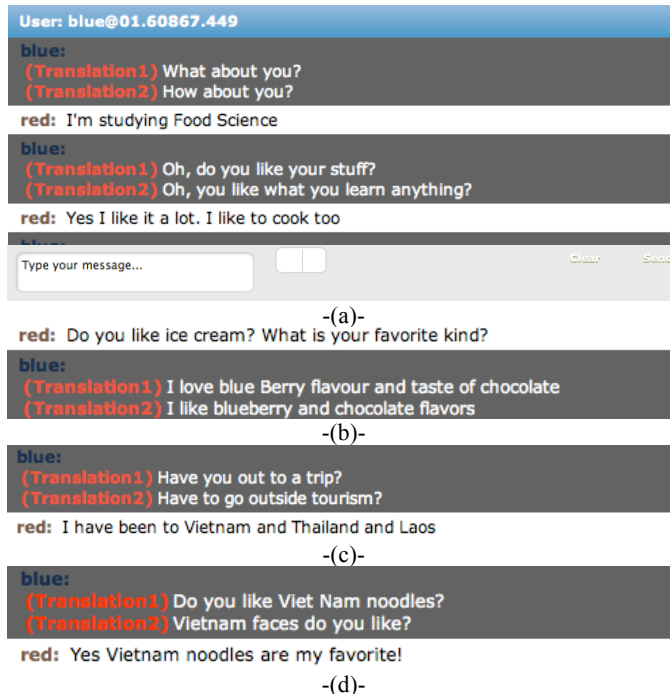 User: blue@01.60867.449
blue:
(Translation1) What about you?
(Translation2) How about you?
red: I'm studying Food Science
blue:
(Translation1) Oh, do you like your stuff?
(Translation2) Oh, you like what you learn anything?
red: Yes I like it a lot. I like to cook too
blue:
Type your message...
Clear Send
-(a)-
red: Do you like ice cream? What is your favorite kind?
blue:
(Translation1) I love blue Berry flavour and taste of chocolate
(Translation2) I like blueberry and chocolate flavors
-(b)-
blue:
(Translation1) Have you out to a trip?
(Translation2) Have to go outside tourism?
red: I have been to Vietnam and Thailand and Laos
-(c)-
blue:
(Translation1) Do you like Viet Nam noodles?
(Translation2) Vietnam faces do you like?
red: Yes Vietnam noodles are my favorite!
-(d)-